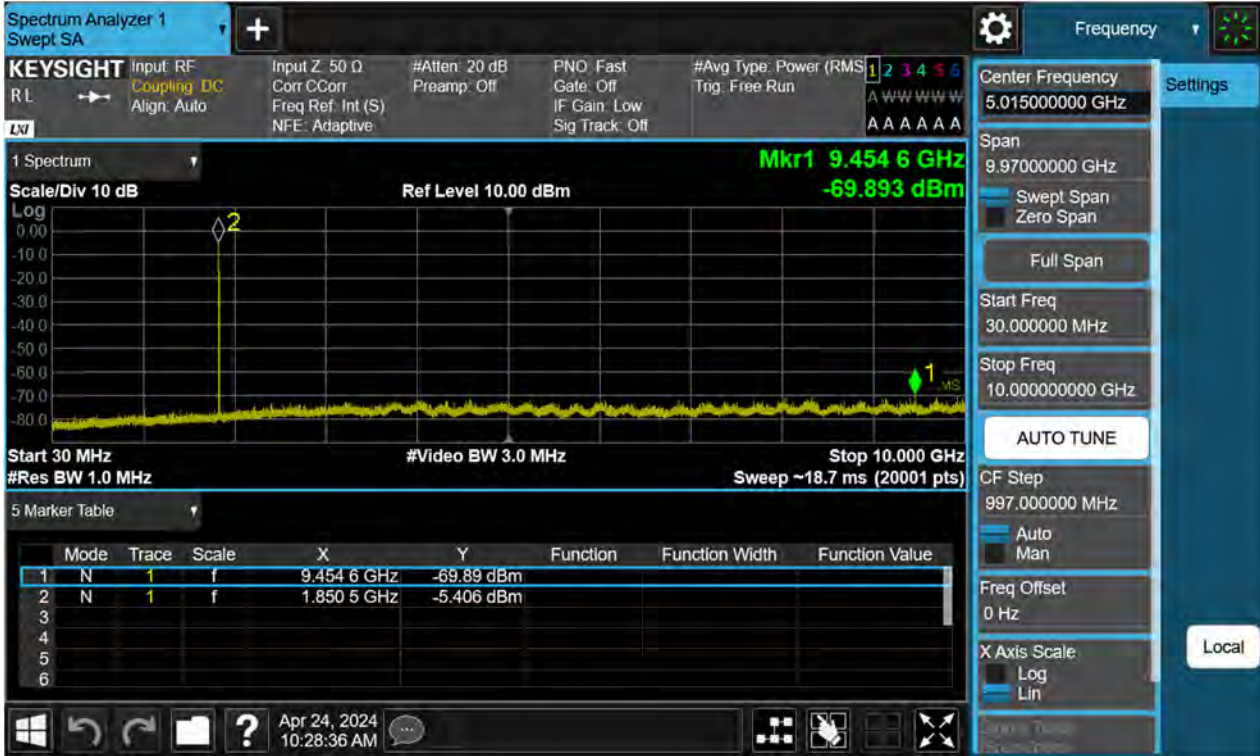 Spectrum Analyzer 1
Swept SA
+
Frequency
KEYSIGHT
RL
LXI
Input: RF
Coupling: DC
Align: Auto
Input Z: 50 Ω
Corr CCorr
Freq Ref: Int (S)
NFE: Adaptive
#Atten: 20 dB
Preamp: Off
PNO: Fast
Gate: Off
IF Gain: Low
Sig Track: Off
#Avg Type: Power (RMS
Trig: Free Run
1 2 3 4 5 6
A W W W W W
A A A A A A
1 Spectrum
Scale/Div 10 dB
Ref Level 10.00 dBm
Mkr1 9.454 6 GHz
-69.893 dBm
Log
0.00
-10.0
-20.0
-30.0
-40.0
-50.0
-60.0
-70.0
-80.0
2
1
Start 30 MHz
#Res BW 1.0 MHz
#Video BW 3.0 MHz
Stop 10.000 GHz
Sweep ~18.7 ms (20001 pts)
5 Marker Table
Mode Trace Scale X Y Function Function Width Function Value
1 N 1 f 9.454 6 GHz -69.89 dBm
2 N 1 f 1.850 5 GHz -5.406 dBm
3
4
5
6
Apr 24, 2024
10:28:36 AM
Center Frequency
5.015000000 GHz
Span
9.97000000 GHz
Swept Span
Zero Span
Full Span
Start Freq
30.000000 MHz
Stop Freq
10.000000000 GHz
AUTO TUNE
CF Step
997.000000 MHz
Auto
Man
Freq Offset
0 Hz
X Axis Scale
Log
Lin
Settings
Local